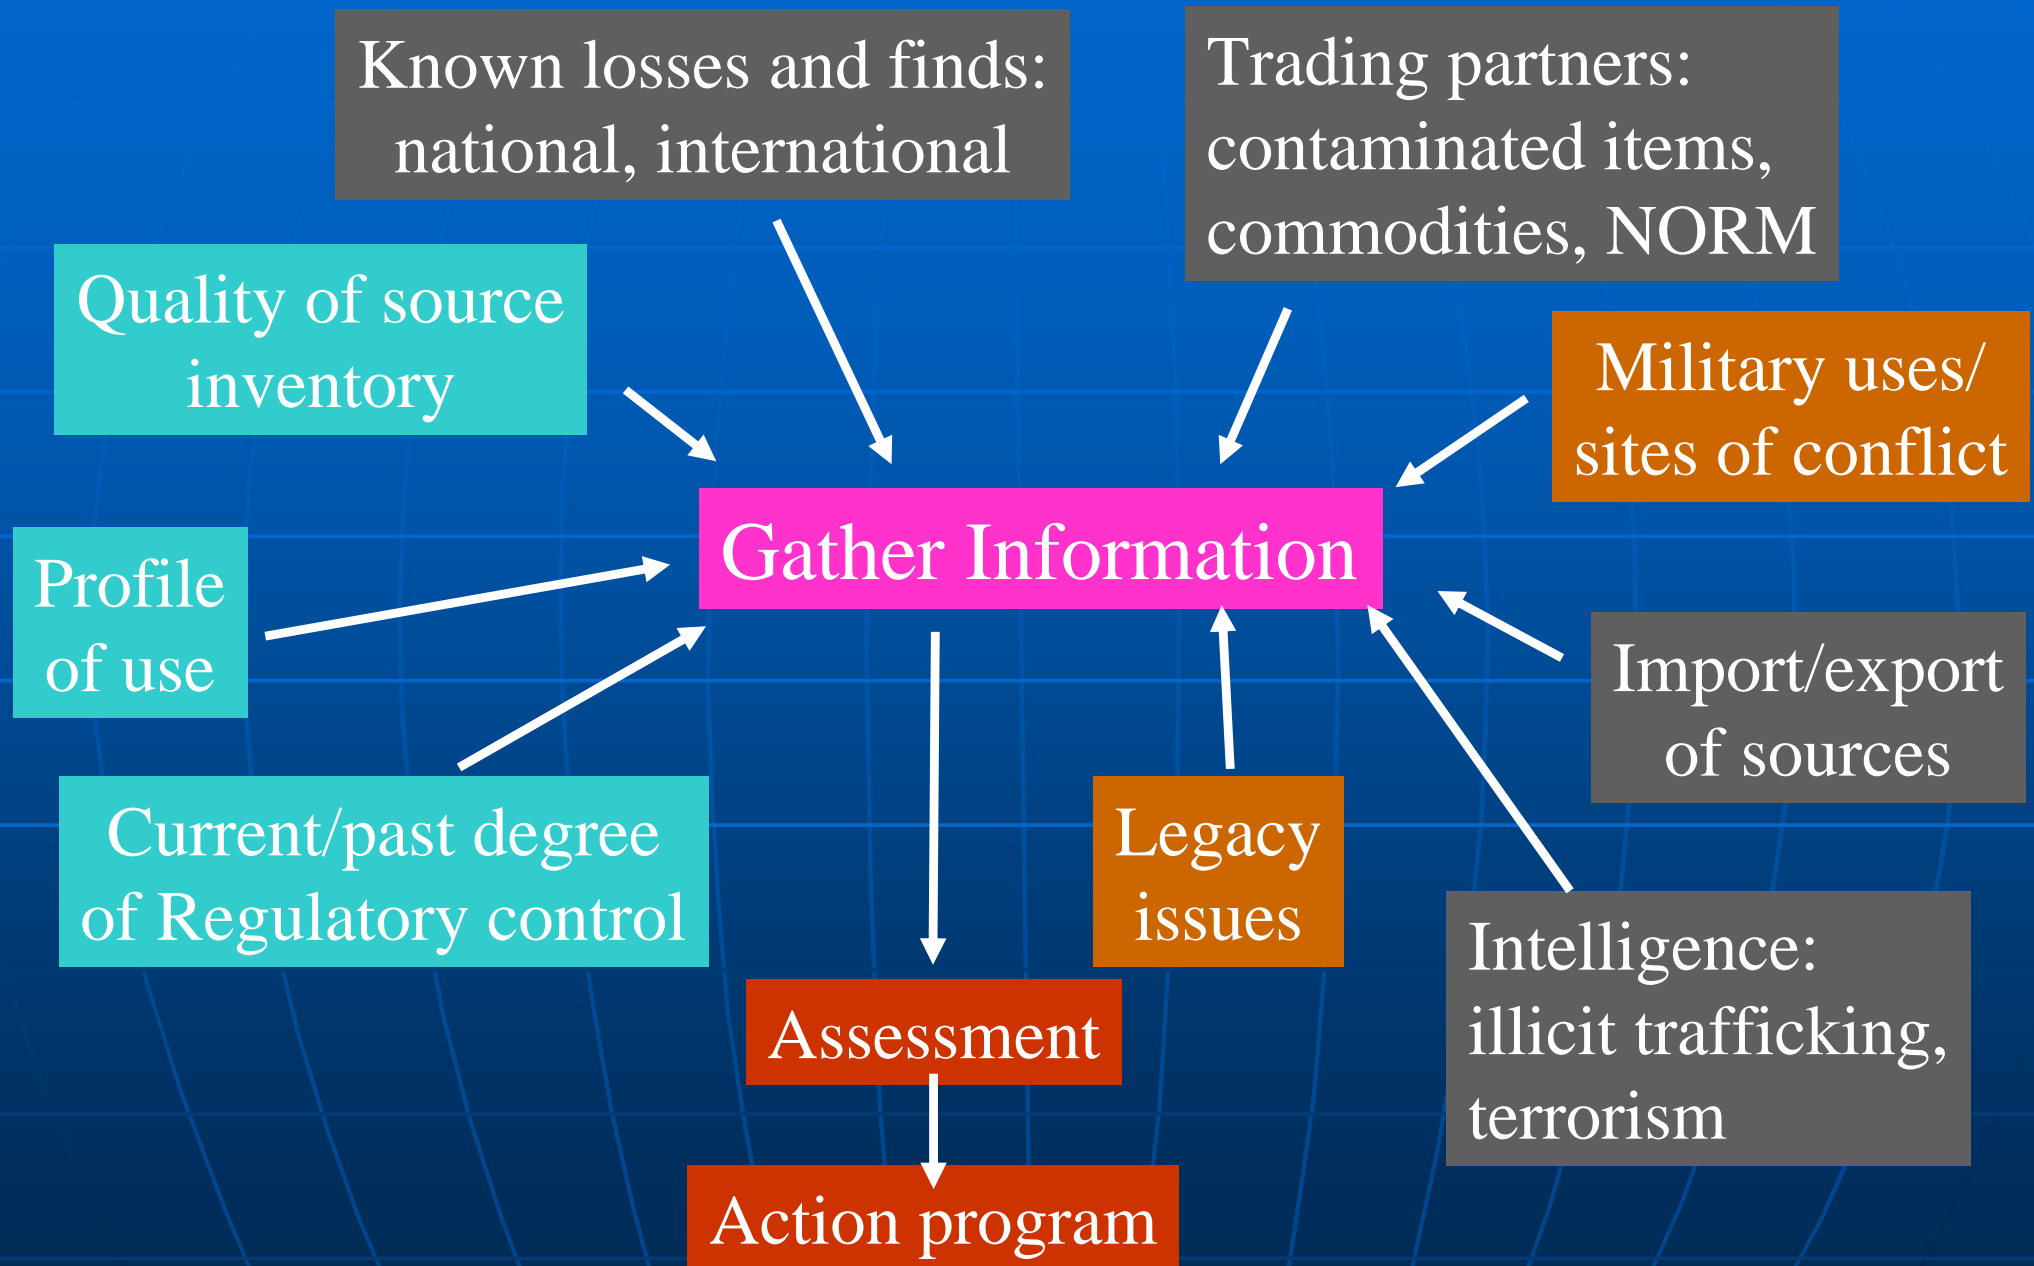 Known losses and finds:
national, international
Trading partners:
contaminated items,
commodities, NORM
Quality of source
inventory
Military uses/
sites of conflict
Gather Information
Profile
of use
Import/export
of sources
Current/past degree
of Regulatory control
Legacy
issues
Intelligence:
illicit trafficking,
terrorism
Assessment
Action program